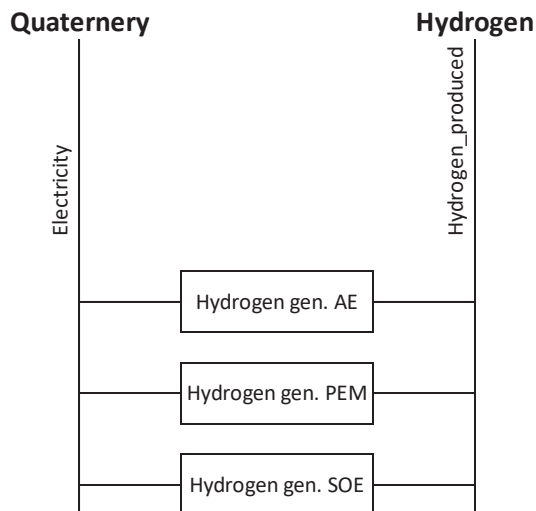 Quaternery
Hydrogen
Electricity
Hydrogen_produced
Hydrogen gen. AE
Hydrogen gen. PEM
Hydrogen gen. SOE